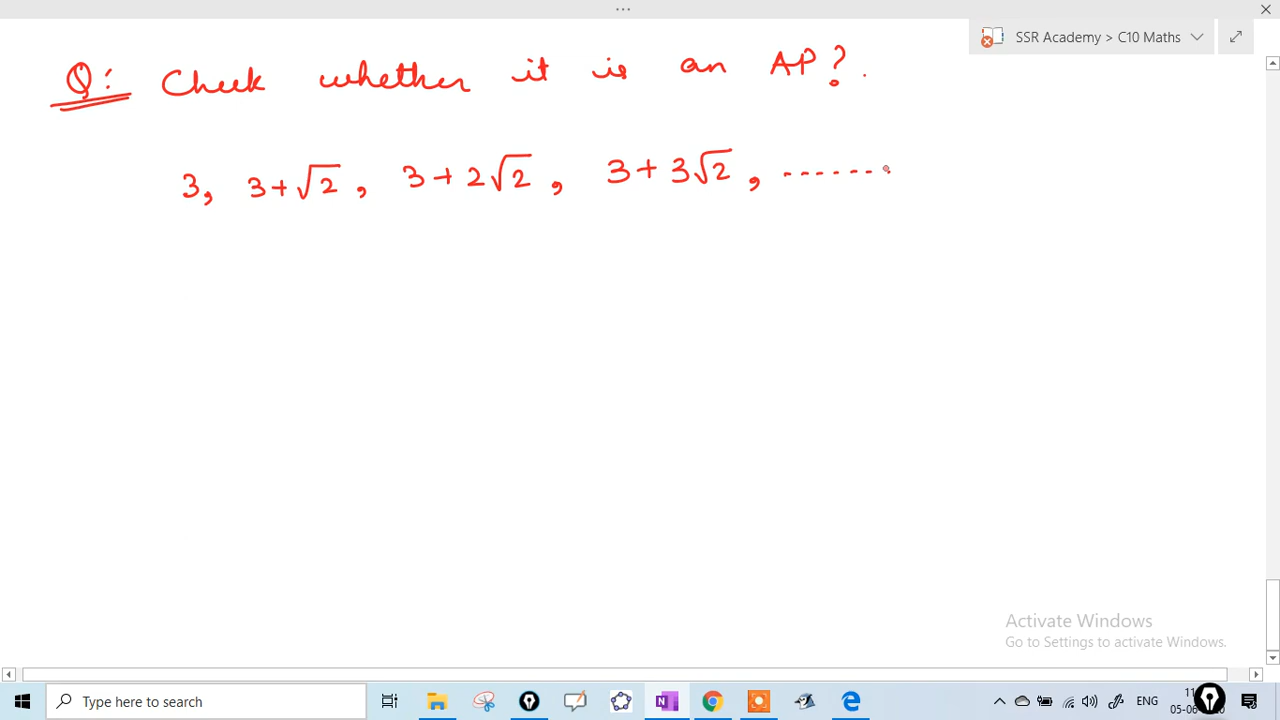 ...
SSR Academy > C10 Maths
Q: Check whether it is an AP?.
3, 3+√2, 3+2√2, 3+3√2, .......
Activate Windows
Go to Settings to activate Windows.
Type here to search
N
ENG